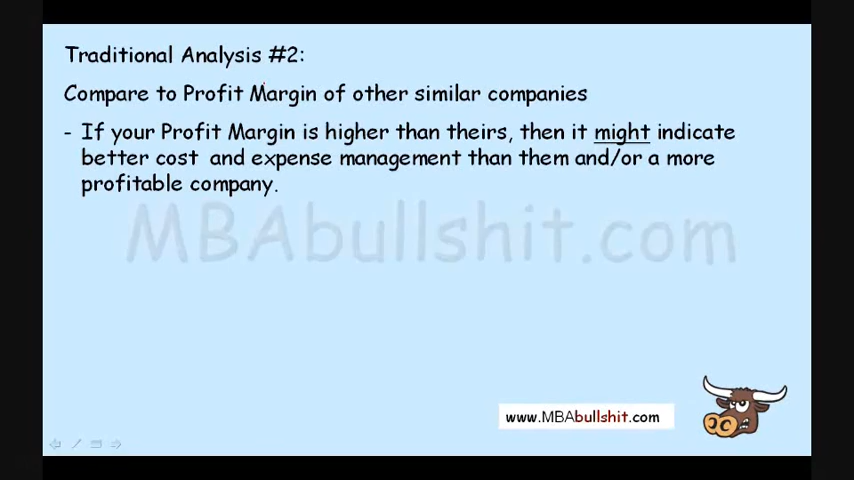 Traditional Analysis #2:
Compare to Profit Margin of other similar companies
- If your Profit Margin is higher than theirs, then it might indicate
better cost and expense management than them and/or a more
profitable company.
MBAbullshit.com
www.MBAbullshit.com